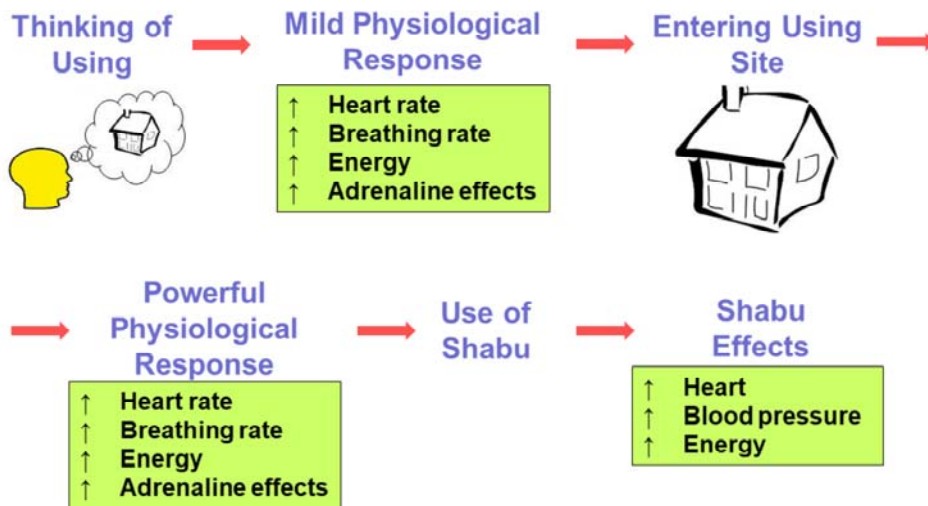 Thinking of
Using
Mild Physiological
Response
↑ Heart rate
↑ Breathing rate
↑ Energy
↑ Adrenaline effects
Entering Using
Site
Powerful
Physiological
Response
↑ Heart rate
↑ Breathing rate
↑ Energy
↑ Adrenaline effects
Use of
Shabu
Shabu
Effects
↑ Heart
↑ Blood pressure
↑ Energy